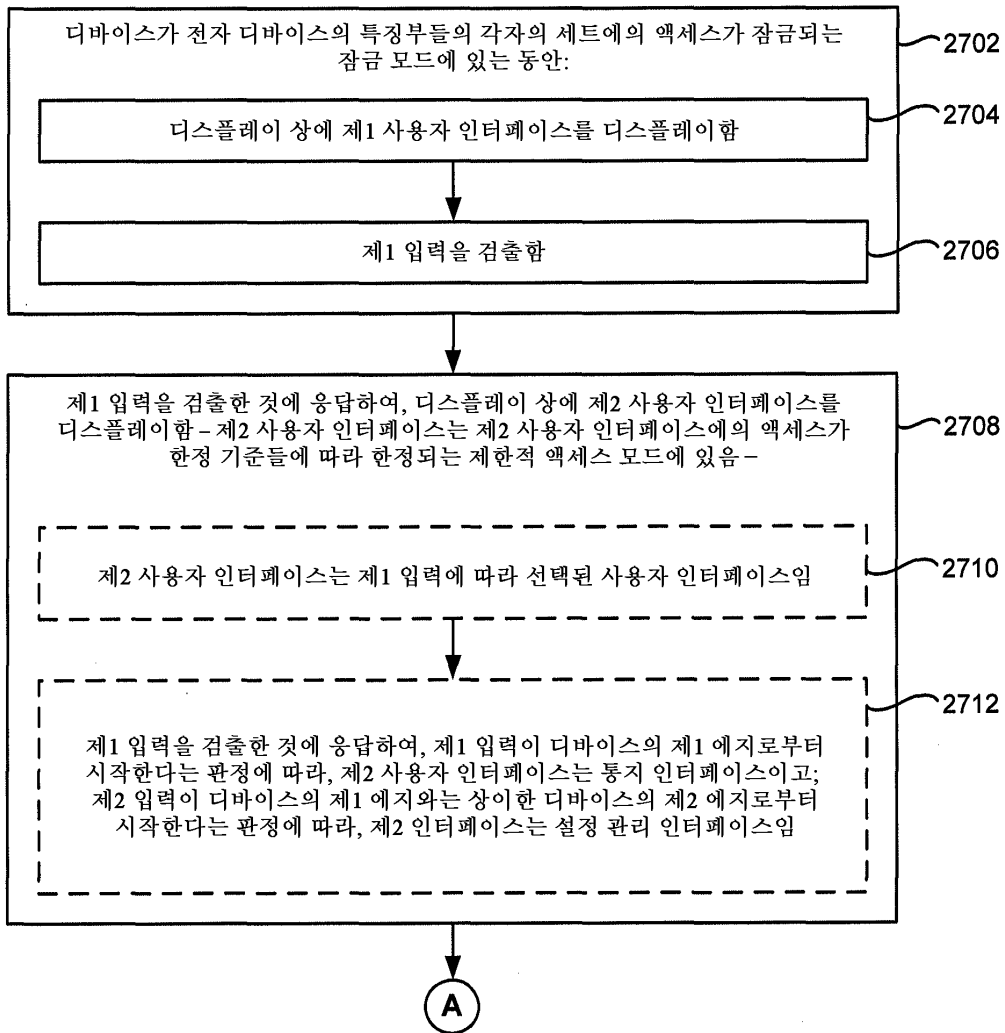 디바이스가 전자 디바이스의 특징부들의 각자의 세트에의 액세스가 잠금되는
잠금 모드에 있는 동안:
2702
디스플레이 상에 제1 사용자 인터페이스를 디스플레이함
2704
제1 입력을 검출함
2706
제1 입력을 검출한 것에 응답하여, 디스플레이 상에 제2 사용자 인터페이스를
디스플레이함 – 제2 사용자 인터페이스는 제2 사용자 인터페이스에의 액세스가
한정 기준들에 따라 한정되는 제한적 액세스 모드에 있음 –
2708
제2 사용자 인터페이스는 제1 입력에 따라 선택된 사용자 인터페이스임
2710
제1 입력을 검출한 것에 응답하여, 제1 입력이 디바이스의 제1 에지로부터
시작한다는 판정에 따라, 제2 사용자 인터페이스는 통지 인터페이스이고;
제2 입력이 디바이스의 제1 에지와는 상이한 디바이스의 제2 에지로부터
시작한다는 판정에 따라, 제2 인터페이스는 설정 관리 인터페이스임
2712
A